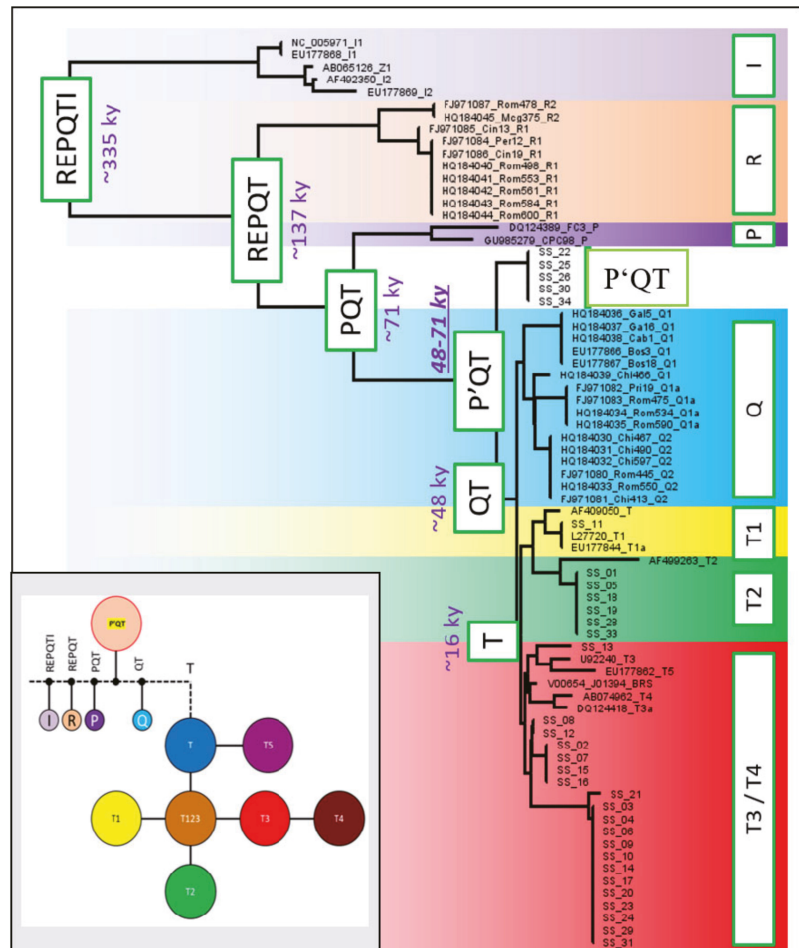 NC_005971_I1
EU177868_I1
AB065126_Z1
AF492350_I2
EU177869_I2
I
REPQTI
~335 ky
FJ971087_Rom478_R2
HQ184045_Mcg375_R2
FJ971085_Cin13_R1
FJ971084_Per12_R1
FJ971086_Cin19_R1
HQ184040_Rom498_R1
HQ184041_Rom553_R1
HQ184042_Rom561_R1
HQ184043_Rom584_R1
HQ184044_Rom600_R1
R
REPQT
~137 ky
DQ124389_FC3_P
GU985279_CPC98_P
P
PQT
~71 ky
SS_22
SS_25
SS_26
SS_30
SS_34
P‘QT
48-71 ky
P'QT
HQ184036_Gal5_Q1
HQ184037_Ga16_Q1
HQ184038_Cab1_Q1
EU177866_Bos3_Q1
EU177867_Bos18_Q1
HQ184039_Chi466_Q1
FJ971082_Pri19_Q1a
FJ971083_Rom475_Q1a
HQ184034_Rom534_Q1a
HQ184035_Rom590_Q1a
HQ184030_Chi467_Q2
HQ184031_Chi490_Q2
HQ184032_Chi597_Q2
FJ971080_Rom445_Q2
HQ184033_Rom550_Q2
FJ971081_Chi413_Q2
Q
~48 ky
QT
AF409050_T
SS_11
L27720_T1
EU177844_T1a
T1
AF499263_T2
SS_01
SS_05
SS_18
SS_19
SS_28
SS_33
T2
~16 ky
T
SS_13
U92240_T3
EU177862_T5
V00654_J01394_BRS
AB074962_T4
DQ124418_T3a
SS_08
SS_12
SS_02
SS_07
SS_15
SS_16
SS_21
SS_03
SS_04
SS_06
SS_09
SS_10
SS_14
SS_17
SS_20
SS_23
SS_24
SS_29
SS_31
T3 / T4
P'QT
REPQTI
REPQT
PQT
QT
T
I
R
P
Q
T
T5
T1
T123
T3
T4
T2